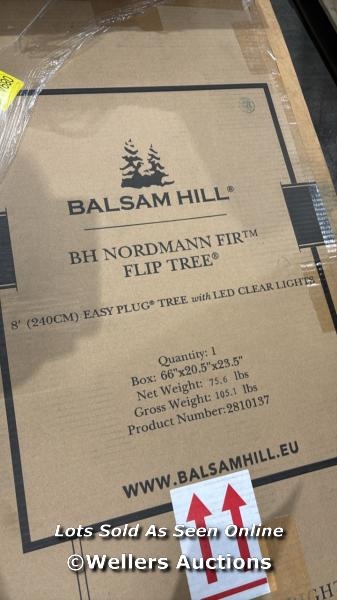 BALSAM HILL®
BH NORDMANN FIR™
FLIP TREE®
8' (240CM) EASY PLUG® TREE with LED CLEAR LIGHTS
Quantity: 1
Box: 66"x20.5"x23.5"
Net Weight: 75.6 lbs
Gross Weight: 105.1 lbs
Product Number: 2810137
WWW.BALSAMHILL.EU
Lots Sold As Seen Online
©Wellers Auctions